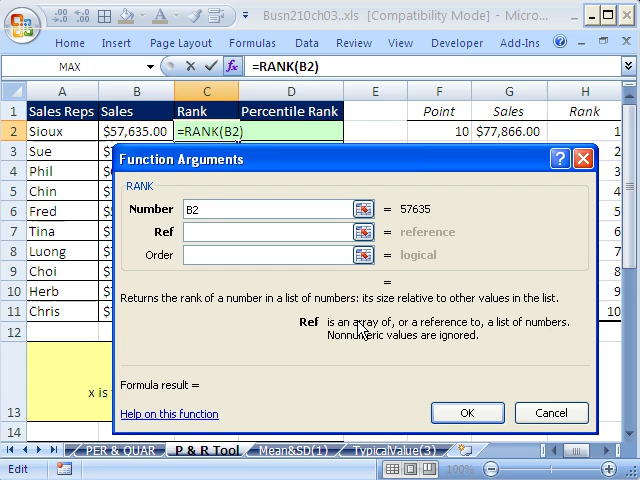 Busn210ch03..xls [Compatibility Mode] - Micro...
Home Insert Page Layout Formulas Data Review View Developer Add-Ins
MAX fx =RANK(B2)
A B C D E F G H
1 Sales Reps Sales Rank Percentile Rank Point Sales Rank
2 Sioux $57,635.00 =RANK(B2) 10 $77,866.00 1
3 Sue
4 Phil
5 Chin
6 Fred
7 Tina
8 Luong
9 Choi
10 Herb
11 Chris 10
12
13 x is
14
Function Arguments
RANK
Number B2 = 57635
Ref = reference
Order = logical
=
Returns the rank of a number in a list of numbers: its size relative to other values in the list.
Ref is an array of, or a reference to, a list of numbers.
Nonnumeric values are ignored.
Formula result =
Help on this function OK Cancel
PER & QUAR P & R Tool Mean&SD(1) TypicalValue(3)
Edit 100%